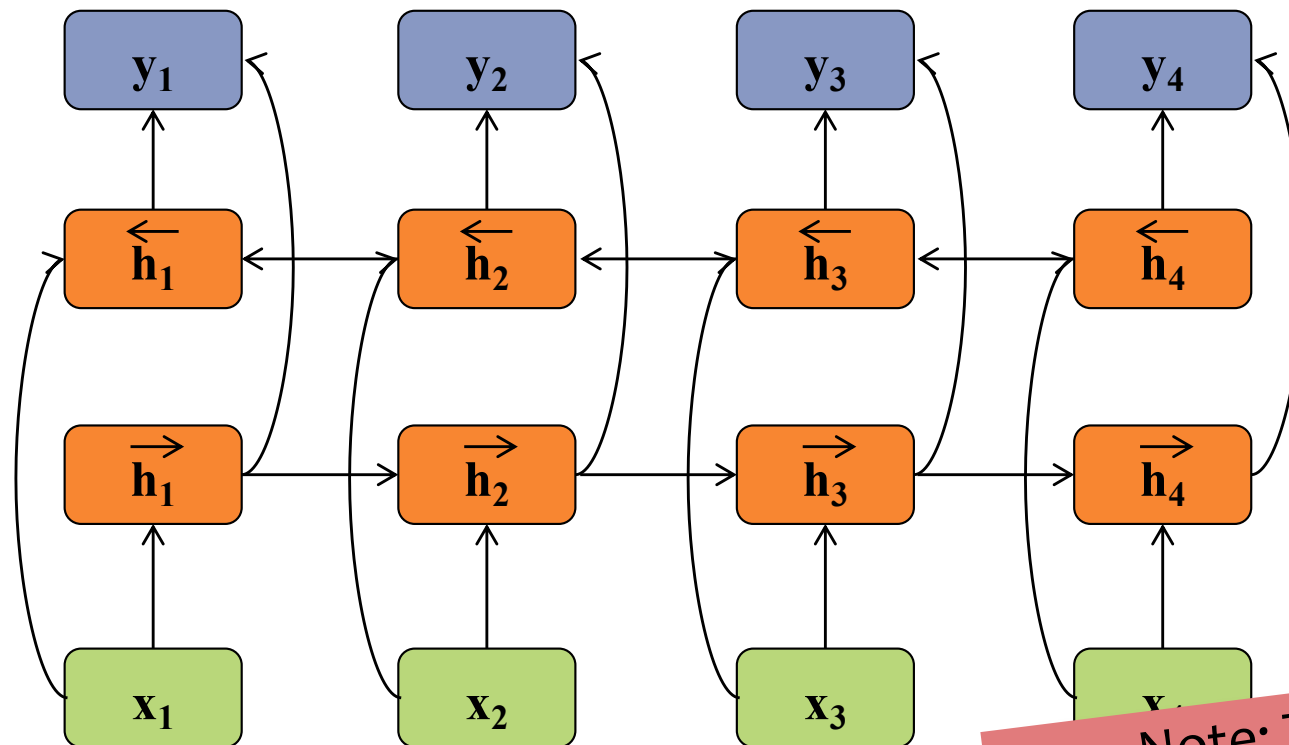 y₁ y₂ y₃ y₄
h₁ h₂ h₃ h₄
h₁ h₂ h₃ h₄
x₁ x₂ x₃
Note: